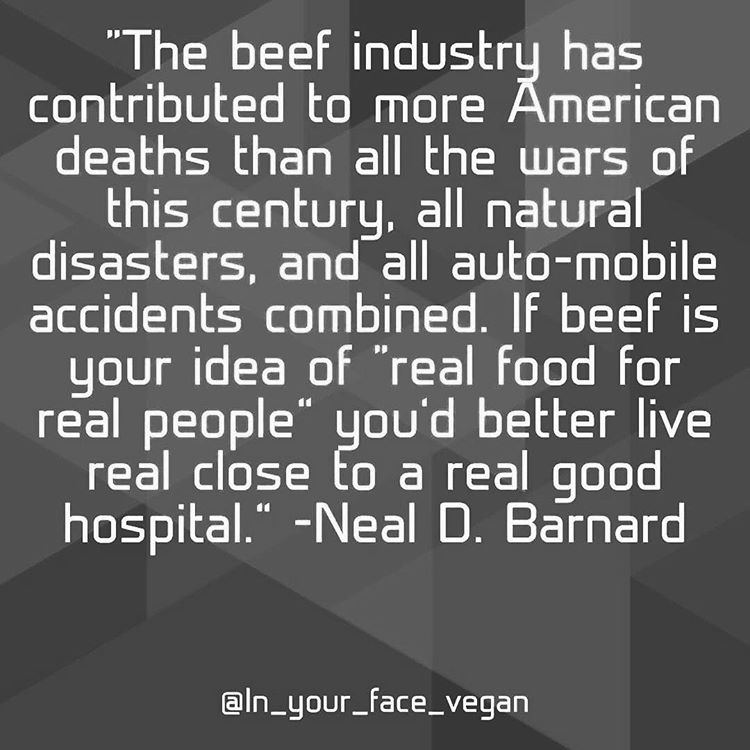 "The beef industry has
contributed to more American
deaths than all the wars of
this century, all natural
disasters, and all auto-mobile
accidents combined. If beef is
your idea of "real food for
real people“ you'd better live
real close to a real good
hospital.“ -Neal D. Barnard
@In_your_face_vegan